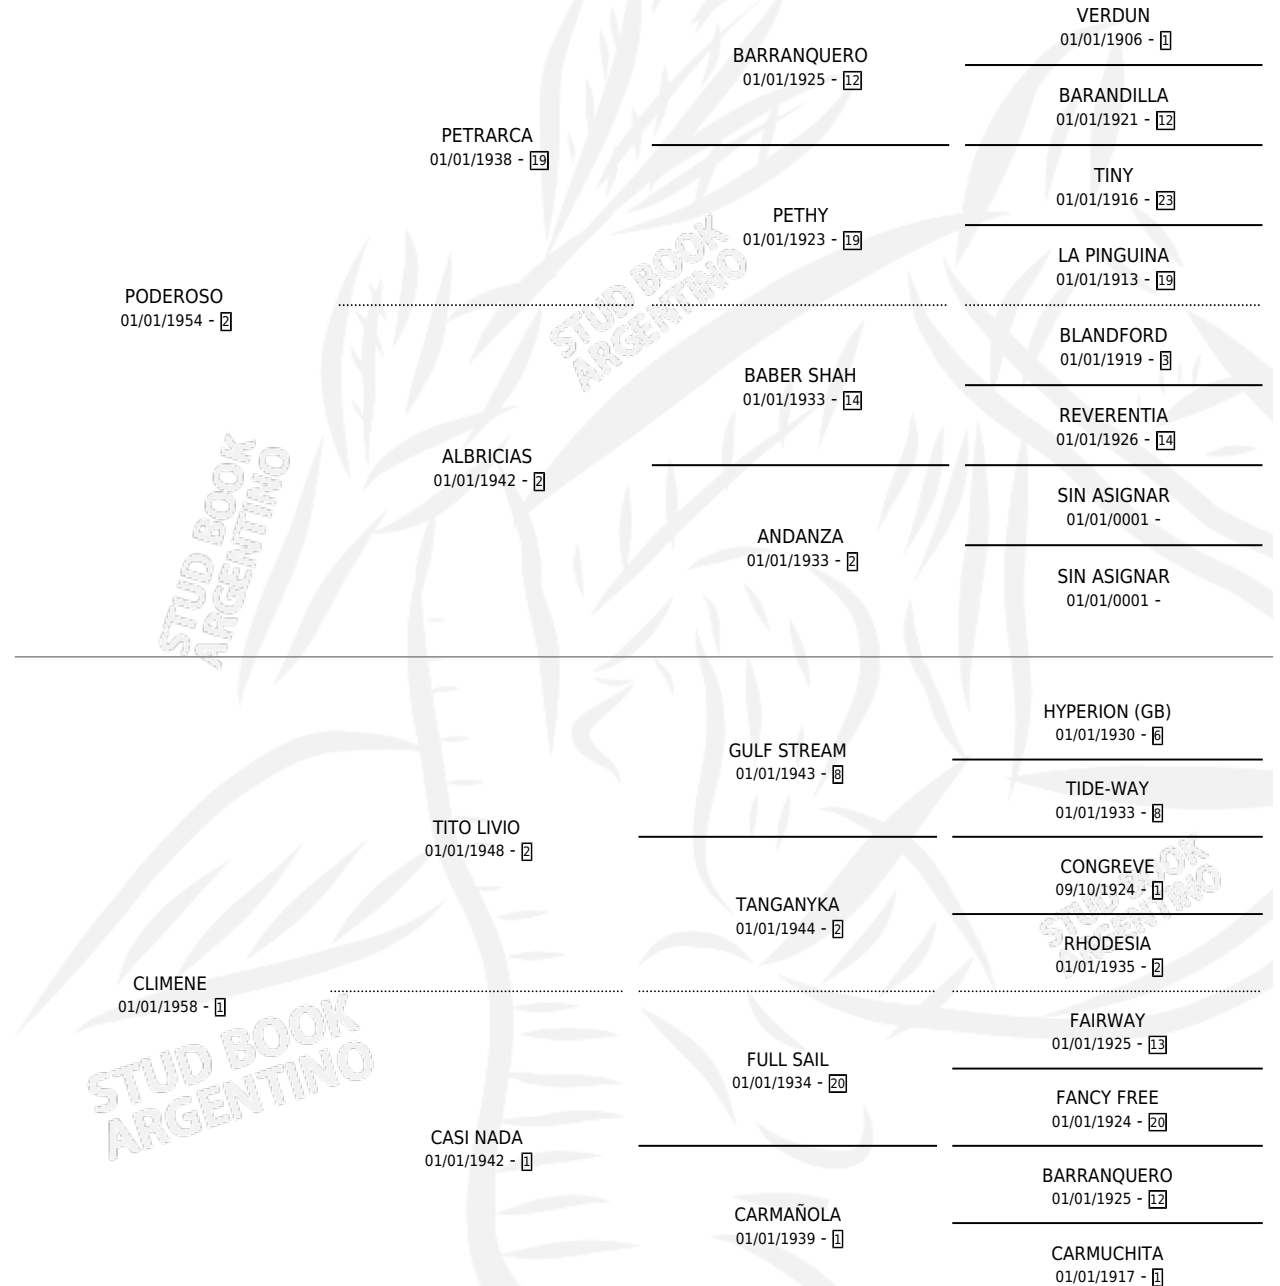 VERDUN
01/01/1906 - 1
BARRANQUERO
01/01/1925 - 12
BARANDILLA
01/01/1921 - 12
PETRARCA
01/01/1938 - 19
TINY
01/01/1916 - 23
PETHY
01/01/1923 - 19
LA PINGUINA
01/01/1913 - 19
PODEROSO
01/01/1954 - 2
BLANDFORD
01/01/1919 - 3
BABER SHAH
01/01/1933 - 14
REVERENTIA
01/01/1926 - 14
ALBRICIAS
01/01/1942 - 2
SIN ASIGNAR
01/01/0001 -
ANDANZA
01/01/1933 - 2
SIN ASIGNAR
01/01/0001 -
HYPERION (GB)
01/01/1930 - 6
GULF STREAM
01/01/1943 - 8
TIDE-WAY
01/01/1933 - 8
TITO LIVIO
01/01/1948 - 2
CONGREVE
09/10/1924 - 1
TANGANYKA
01/01/1944 - 2
RHODESIA
01/01/1935 - 2
CLIMENE
01/01/1958 - 1
FAIRWAY
01/01/1925 - 13
FULL SAIL
01/01/1934 - 20
FANCY FREE
01/01/1924 - 20
CASI NADA
01/01/1942 - 1
BARRANQUERO
01/01/1925 - 12
CARMAÑOLA
01/01/1939 - 1
CARMUCHITA
01/01/1917 - 1
STUD BOOK
ARGENTINO
STUD BOOK
ARGENTINO
STUD BOOK
ARGENTINO
STUD BOOK
ARGENTINO